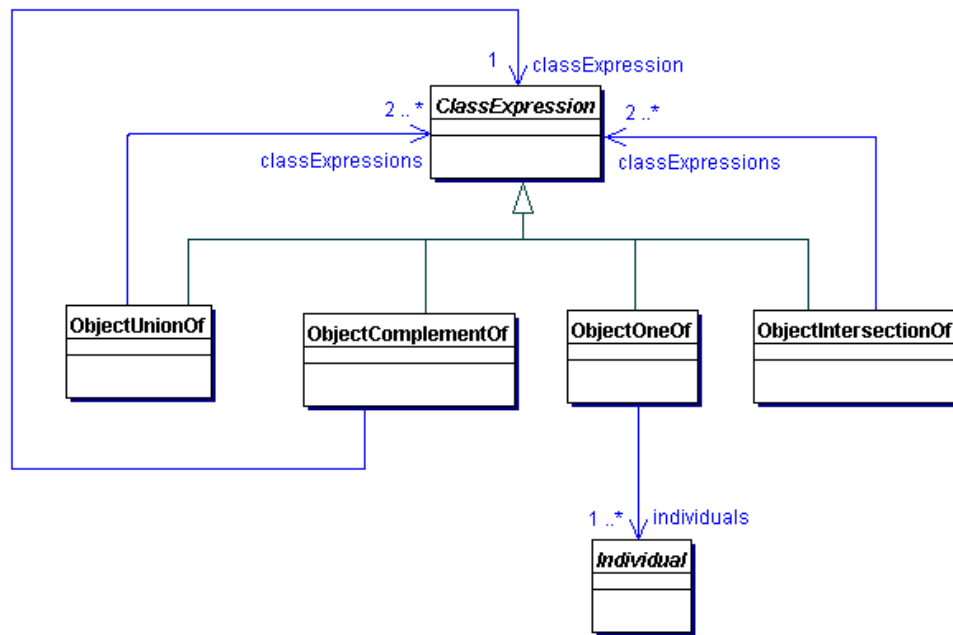 1 classExpression
ClassExpression
2 ..* 2 ..*
classExpressions classExpressions
ObjectUnionOf ObjectComplementOf ObjectOneOf ObjectIntersectionOf
1 ..* individuals
Individual